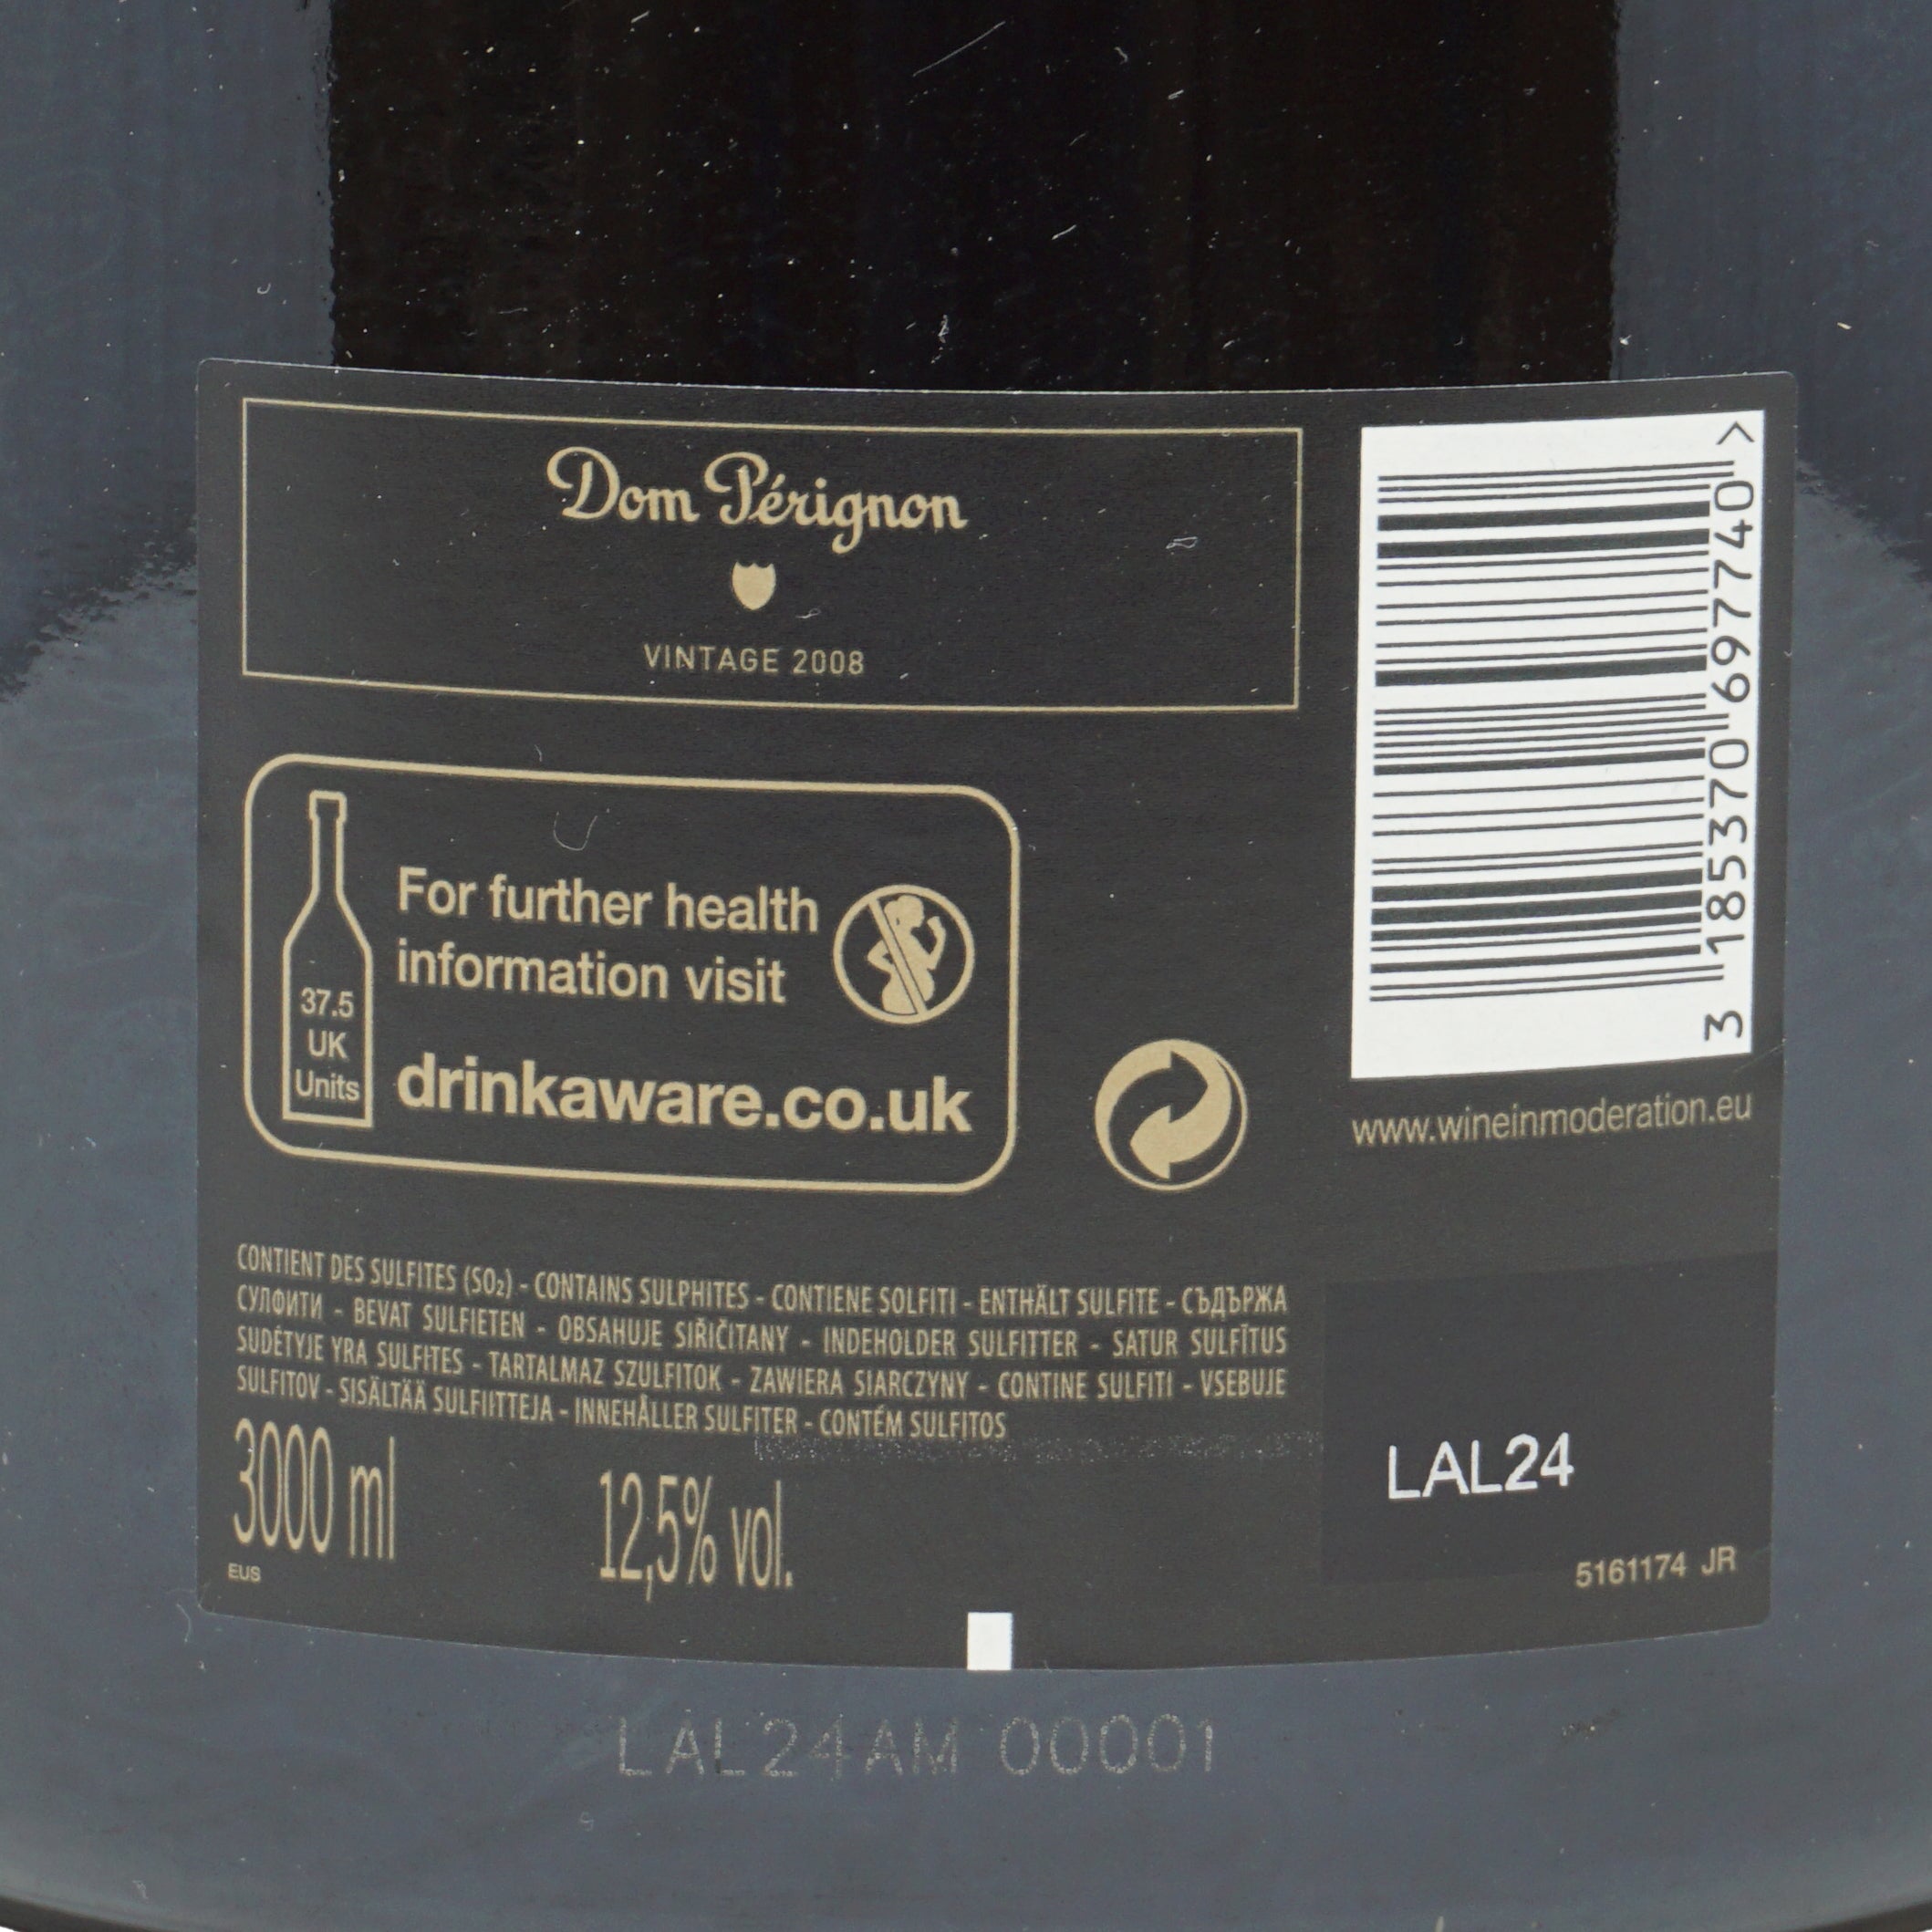 Dom Pérignon
VINTAGE 2008
For further health
information visit
drinkaware.co.uk
37.5
UK
Units
3 185370 697740 >
www.wineinmoderation.eu
CONTIENT DES SULFITES (SO₂) - CONTAINS SULPHITES - CONTIENE SOLFITI - ENTHÄLT SULFITE - СЪДЪРЖА
СУЛФИТИ - BEVAT SULFIETEN - OBSAHUJE SIŘIČITANY - INDEHOLDER SULFITTER - SATUR SULFĪTUS
SUDĖTYJE YRA SULFITES - TARTALMAZ SZULFITOK - ZAWIERA SIARCZYNY - CONTINE SULFITI - VSEBUJE
SULFITOV - SISÄLTÄÄ SULFIITTEJA - INNEHÅLLER SULFITER - CONTÉM SULFITOS
3000 ml
12,5% vol.
EUS
LAL24
5161174 JR
LAL24AM 00001